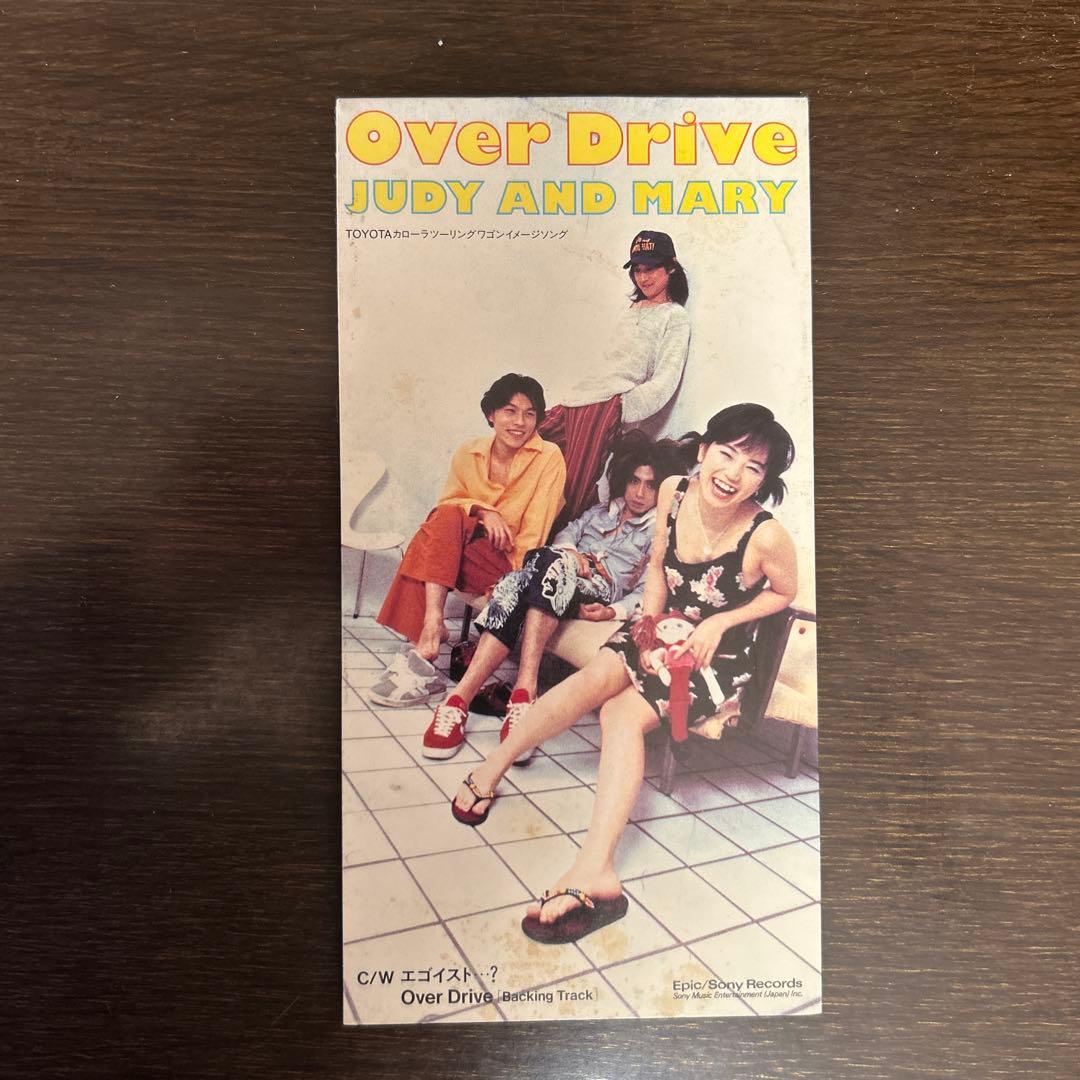 Over Drive
JUDY AND MARY
TOYOTAカローラツーリングワゴンイメージソング
C/W エゴイスト…?
Over Drive [Backing Track]
Epic/Sony Records
Sony Music Entertainment (Japan) Inc.